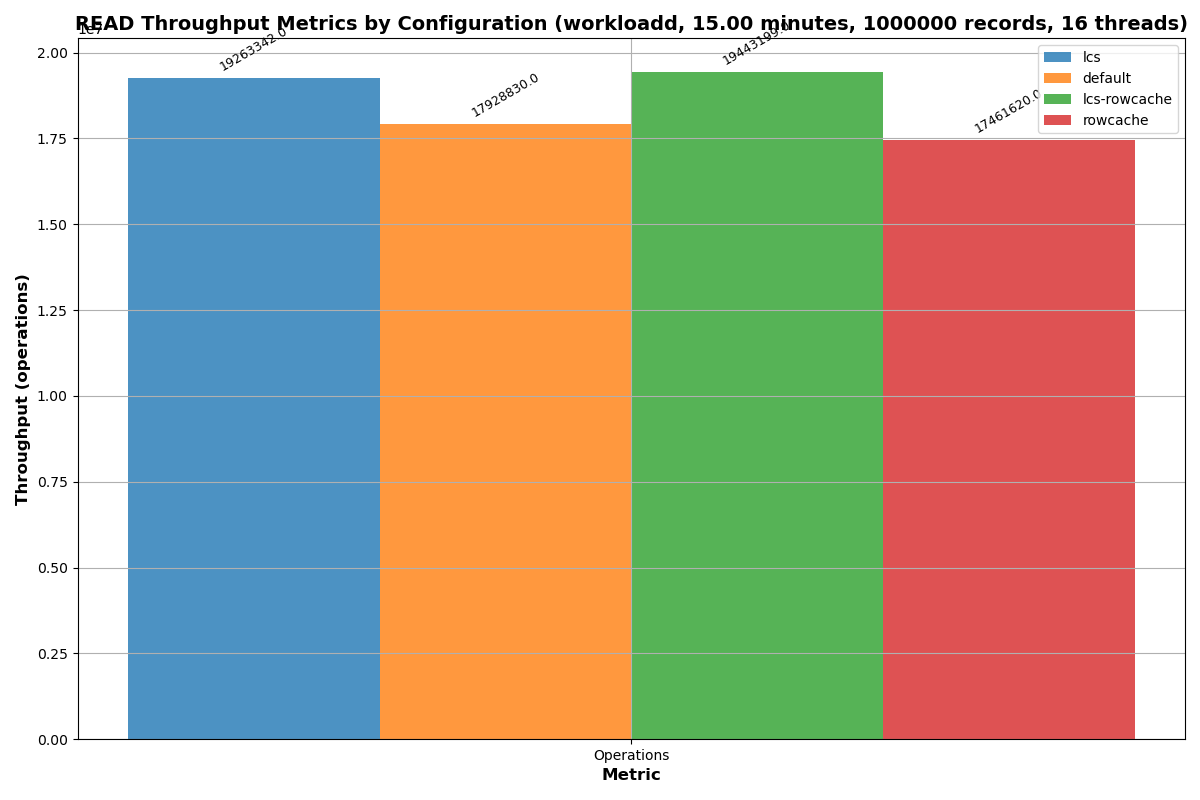 READ Throughput Metrics by Configuration (workloadd, 15.00 minutes, 1000000 records, 16 threads)
1e7
2.00
1.75
1.50
1.25
1.00
0.75
0.50
0.25
0.00
Throughput (operations)
19263342.0
17928830.0
19443199.0
17461620.0
lcs
default
lcs-rowcache
rowcache
Operations
Metric